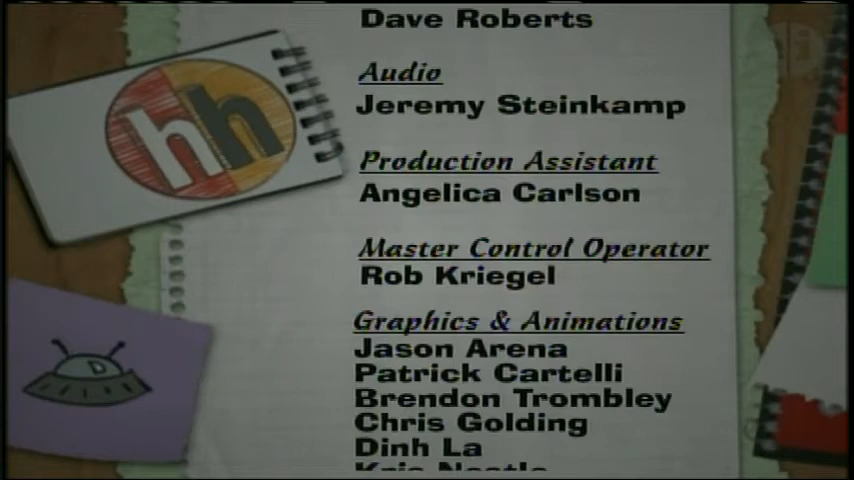 Dave Roberts
Audio
Jeremy Steinkamp
hh
Production Assistant
Angelica Carlson
Master Control Operator
Rob Kriegel
Graphics & Animations
Jason Arena
Patrick Cartelli
Brendon Trombley
Chris Golding
Dinh La